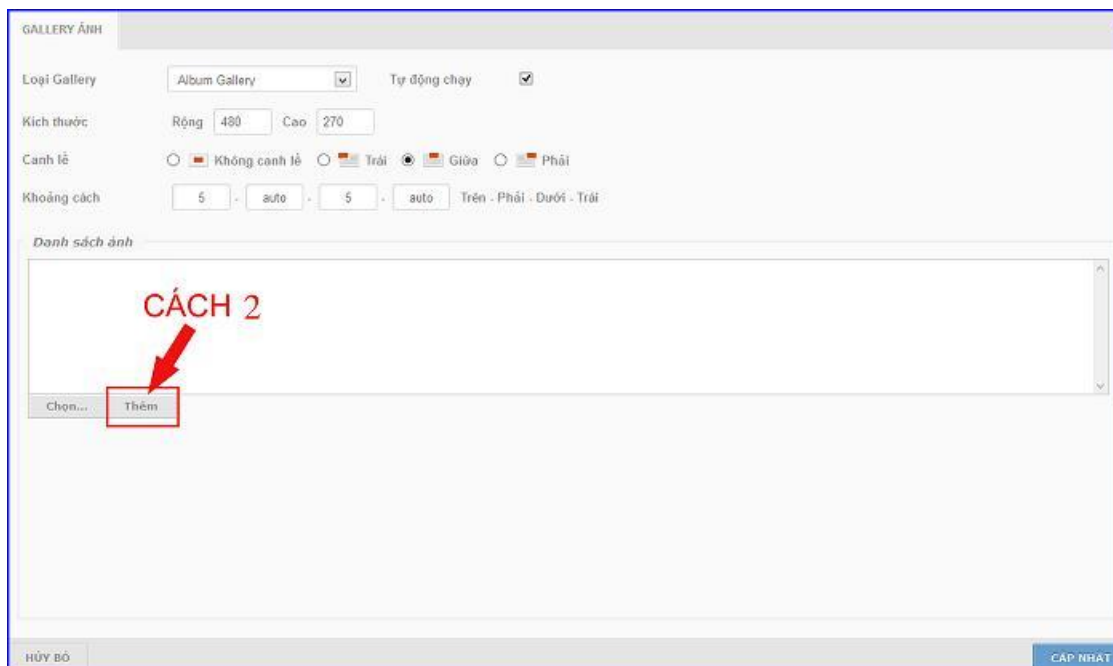 GALLERY ẢNH
Loại Gallery Album Gallery Tự động chạy
Kích thước Rộng 480 Cao 270
Canh lề Không canh lề Trái Giữa Phải
Khoảng cách 5 - auto - 5 - auto Trên - Phải - Dưới - Trái
Danh sách ảnh
CÁCH 2
Chọn... Thêm
HỦY BỎ CẬP NHẬT